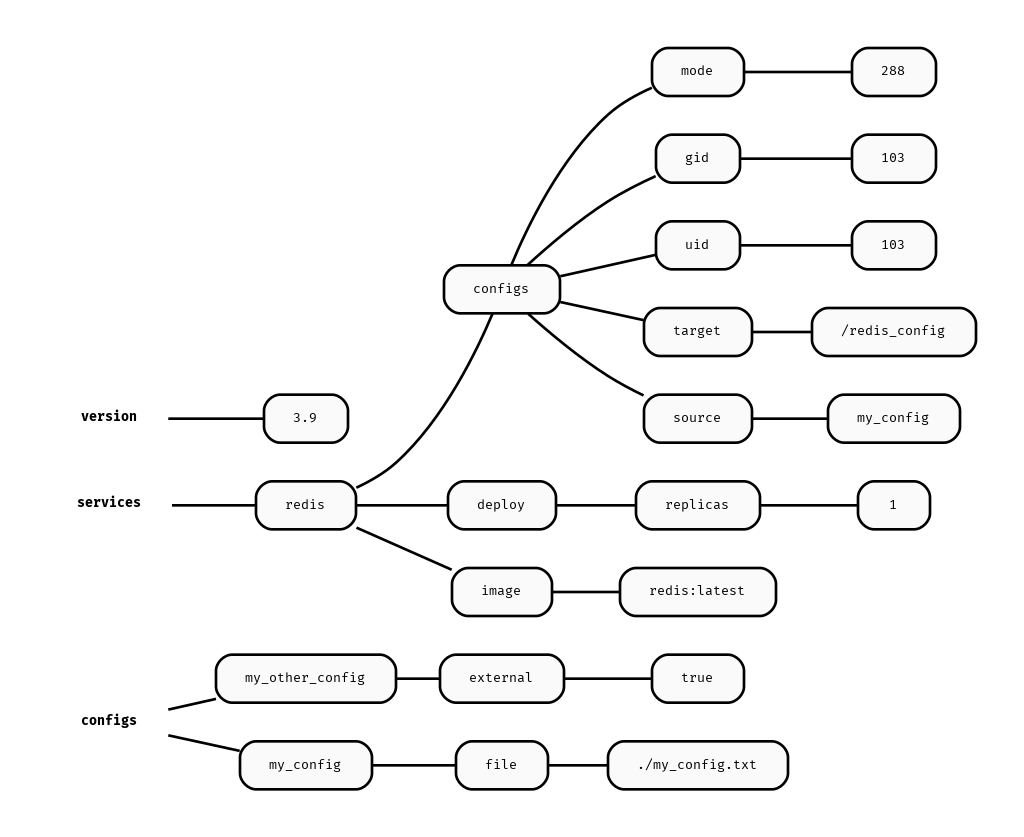 mode 288
gid 103
uid 103
configs
target /redis_config
version 3.9 source my_config
services redis deploy replicas 1
image redis:latest
my_other_config external true
configs
my_config file ./my_config.txt